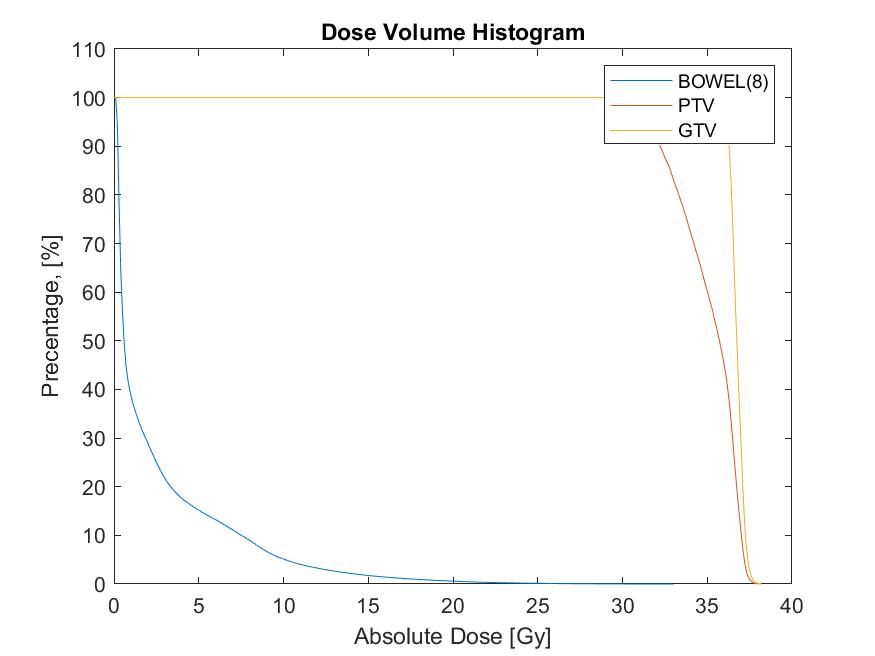 Dose Volume Histogram
110
100
90
80
70
60
50
40
30
20
10
0
Precentage, [%]
BOWEL(8)
PTV
GTV
0 5 10 15 20 25 30 35 40
Absolute Dose [Gy]